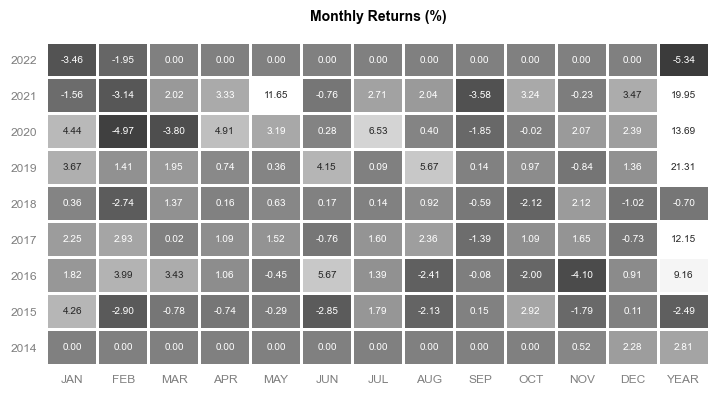 Monthly Returns (%)
2022 -3.46 -1.95 0.00 0.00 0.00 0.00 0.00 0.00 0.00 0.00 0.00 0.00 -5.34
2021 -1.56 -3.14 2.02 3.33 11.65 -0.76 2.71 2.04 -3.58 3.24 -0.23 3.47 19.95
2020 4.44 -4.97 -3.80 4.91 3.19 0.28 6.53 0.40 -1.85 -0.02 2.07 2.39 13.69
2019 3.67 1.41 1.95 0.74 0.36 4.15 0.09 5.67 0.14 0.97 -0.84 1.36 21.31
2018 0.36 -2.74 1.37 0.16 0.63 0.17 0.14 0.92 -0.59 -2.12 2.12 -1.02 -0.70
2017 2.25 2.93 0.02 1.09 1.52 -0.76 1.60 2.36 -1.39 1.09 1.65 -0.73 12.15
2016 1.82 3.99 3.43 1.06 -0.45 5.67 1.39 -2.41 -0.08 -2.00 -4.10 0.91 9.16
2015 4.26 -2.90 -0.78 -0.74 -0.29 -2.85 1.79 -2.13 0.15 2.92 -1.79 0.11 -2.49
2014 0.00 0.00 0.00 0.00 0.00 0.00 0.00 0.00 0.00 0.00 0.52 2.28 2.81
JAN FEB MAR APR MAY JUN JUL AUG SEP OCT NOV DEC YEAR